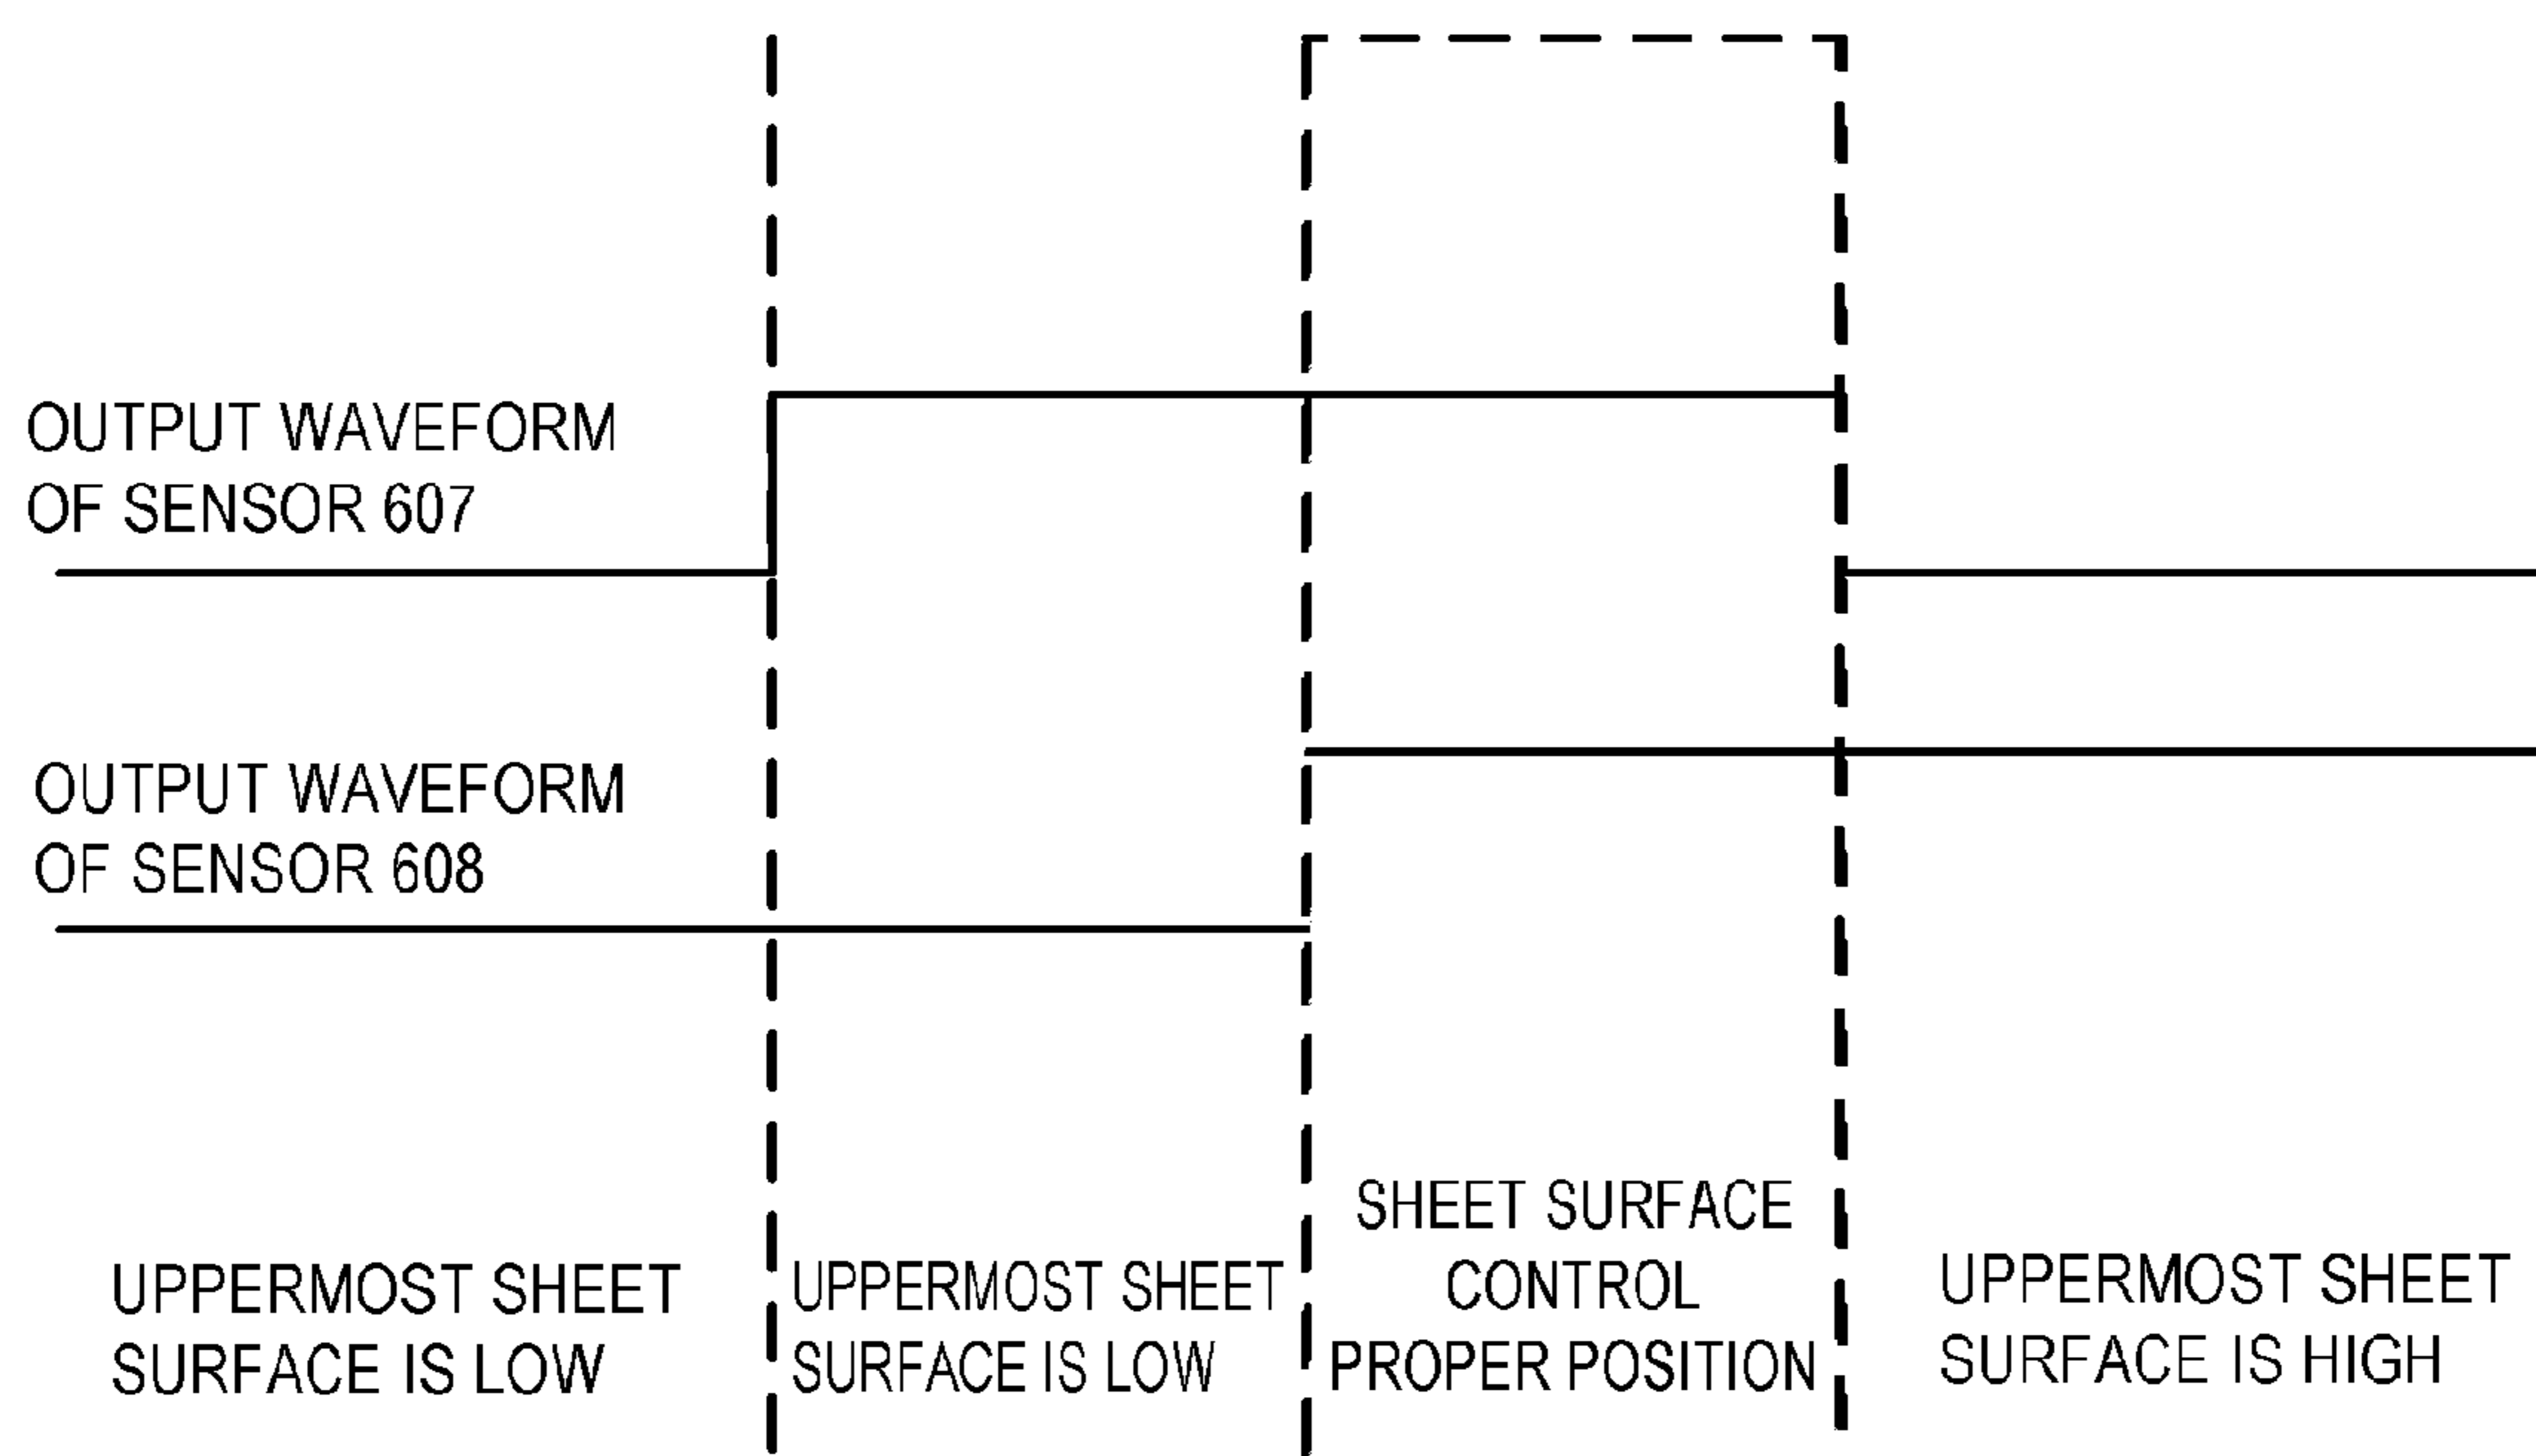 OUTPUT WAVEFORM
OF SENSOR 607
OUTPUT WAVEFORM
OF SENSOR 608
UPPERMOST SHEET
SURFACE IS LOW
UPPERMOST SHEET
SURFACE IS LOW
SHEET SURFACE
CONTROL
PROPER POSITION
UPPERMOST SHEET
SURFACE IS HIGH